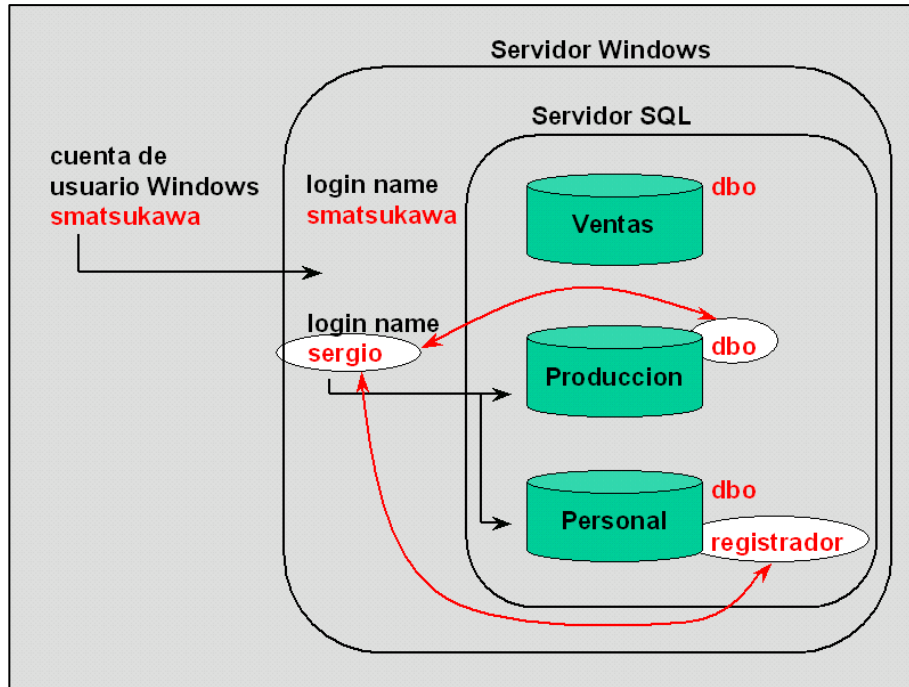 Servidor Windows
Servidor SQL
cuenta de
usuario Windows
smatsukawa
login name
smatsukawa
dbo
Ventas
login name
sergio
dbo
Produccion
dbo
Personal
registrador